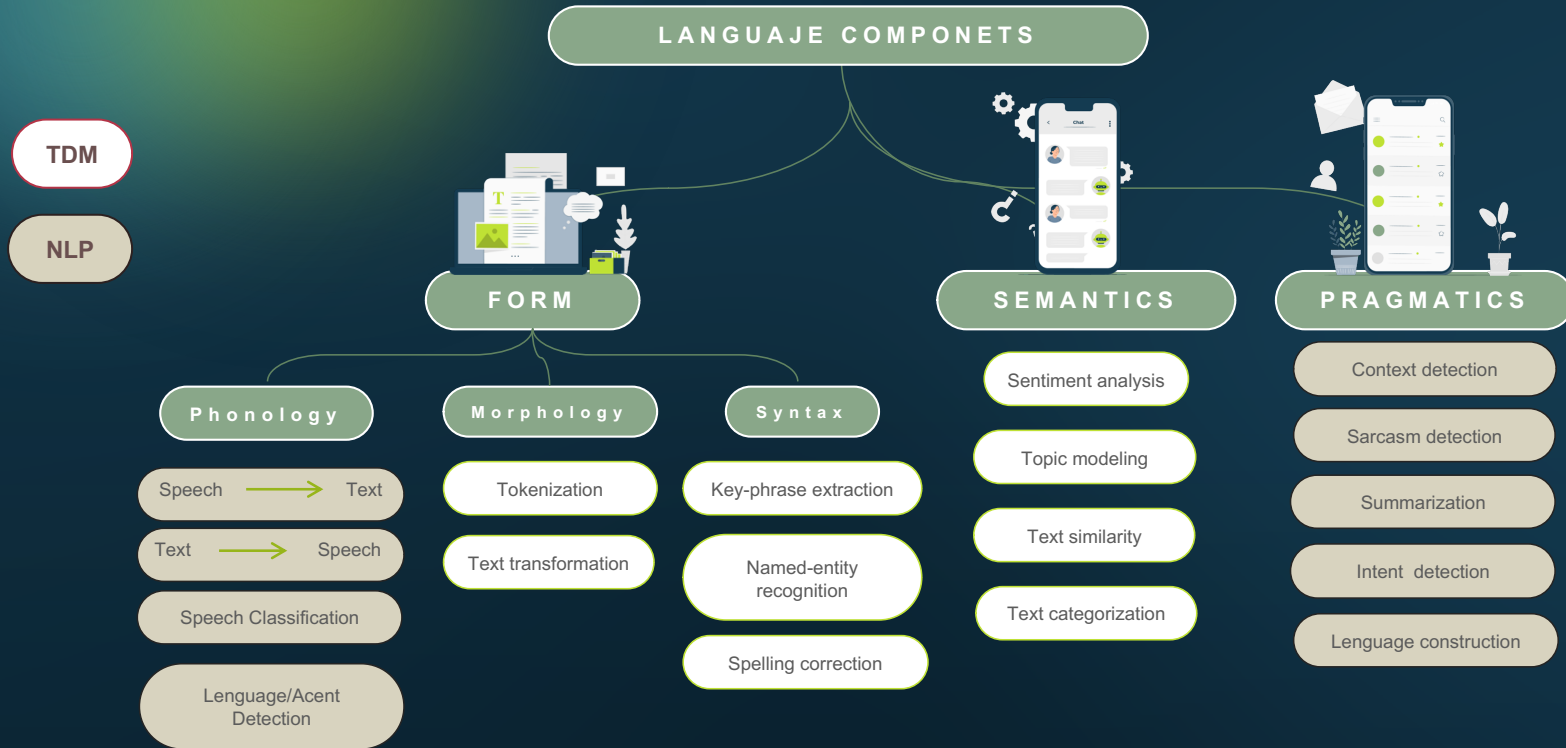 LANGUAJE COMPONETS
TDM
NLP
Chat
T
FORM
SEMANTICS
PRAGMATICS
Phonology
Morphology
Syntax
Speech → Text
Text → Speech
Speech Classification
Lenguage/Acent
Detection
Tokenization
Text transformation
Key-phrase extraction
Named-entity
recognition
Spelling correction
Sentiment analysis
Topic modeling
Text similarity
Text categorization
Context detection
Sarcasm detection
Summarization
Intent detection
Lenguage construction